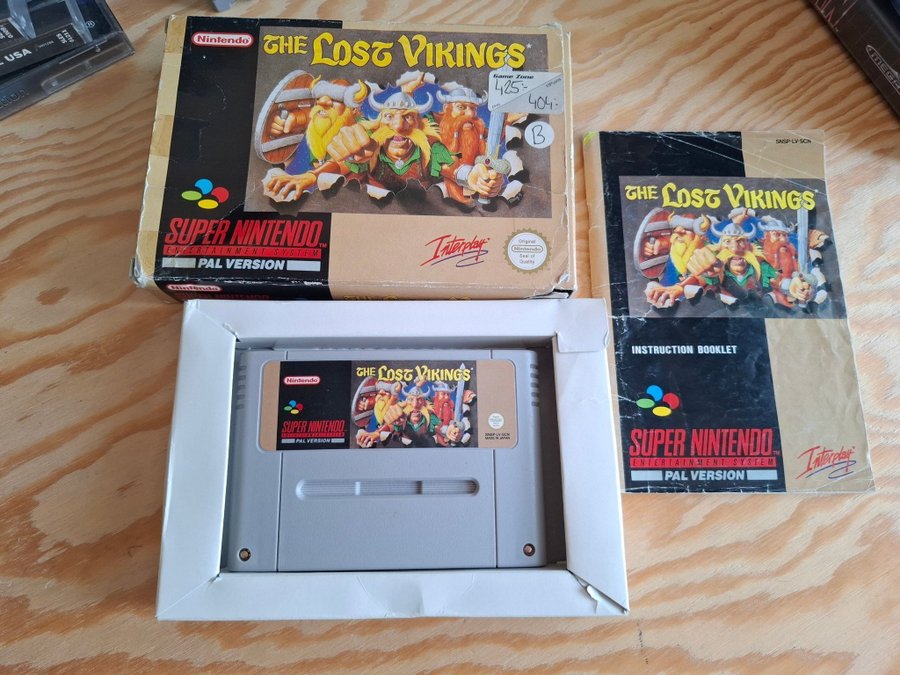 USA
Nintendo
THE LOST VIKINGS
Game Zone
425:-
404:-
B
SUPER NINTENDO
ENTERTAINMENT SYSTEM
PAL VERSION
Interplay
Original
Nintendo
Seal of
Quality
Nintendo
SNSP-LV-SCN
THE LOST VIKINGS
INSTRUCTION BOOKLET
SUPER NINTENDO
ENTERTAINMENT SYSTEM
PAL VERSION
Interplay
Nintendo
THE LOST VIKINGS
SUPER NINTENDO
ENTERTAINMENT SYSTEM
PAL VERSION
SNSP-LV-SCN
MADE IN JAPAN